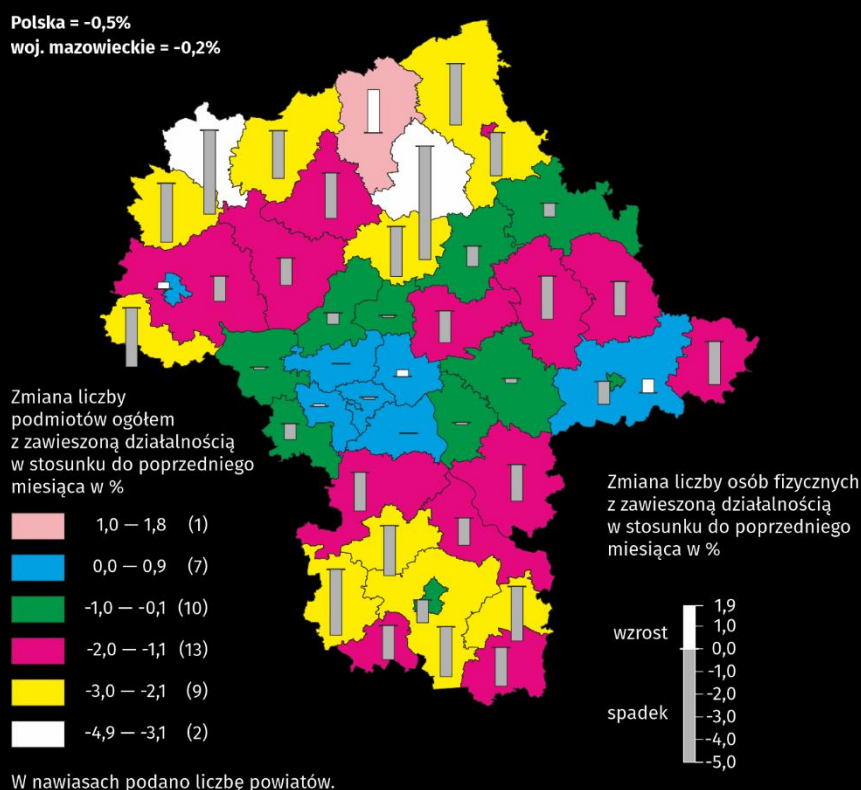 Polska = -0,5%
woj. mazowieckie = -0,2%
Zmiana liczby
podmiotów ogółem
z zawieszoną działalnością
w stosunku do poprzedniego
miesiąca w %
1,0 — 1,8 (1)
0,0 — 0,9 (7)
-1,0 — -0,1 (10)
-2,0 — -1,1 (13)
-3,0 — -2,1 (9)
-4,9 — -3,1 (2)
W nawiasach podano liczbę powiatów.
Zmiana liczby osób fizycznych
z zawieszoną działalnością
w stosunku do poprzedniego
miesiąca w %
wzrost
spadek
1,9
1,0
0,0
-1,0
-2,0
-3,0
-4,0
-5,0